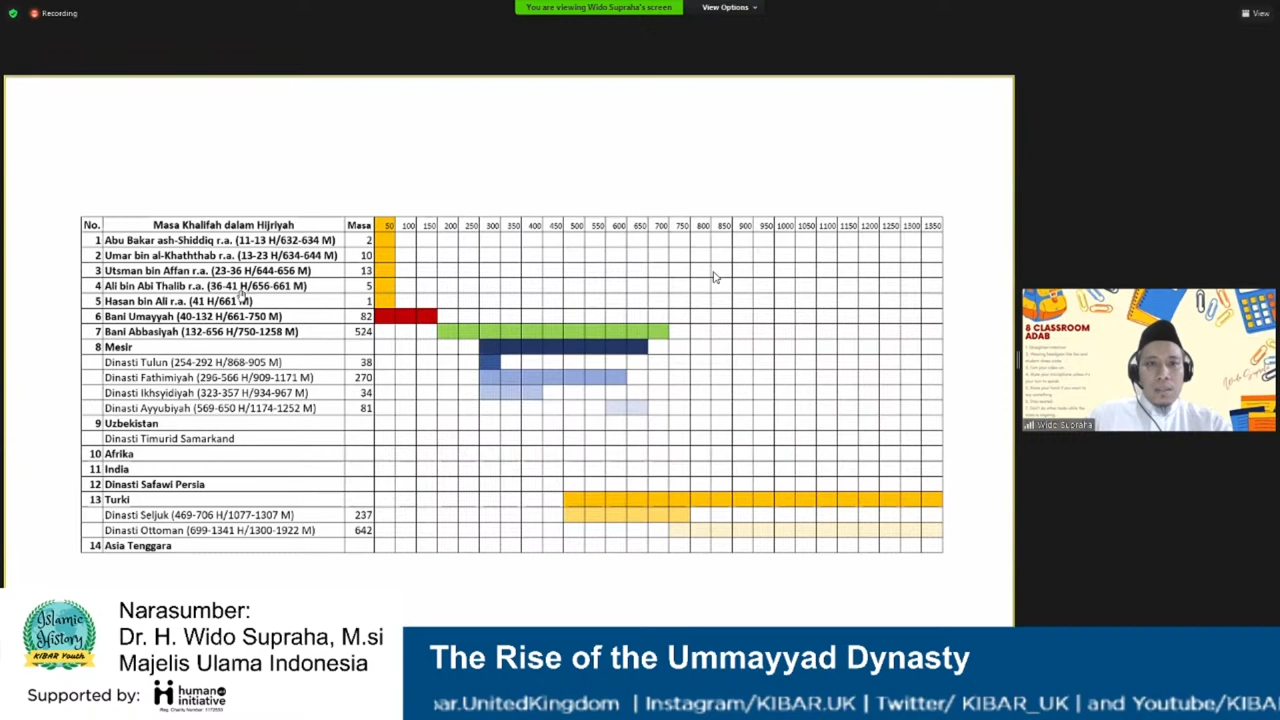 Recording
You are viewing Wido Supraha's screen
View Options
View
No. Masa Khalifah dalam Hijriyah Masa 50 100 150 200 250 300 350 400 450 500 550 600 650 700 750 800 850 900 950 1000 1050 1100 1150 1200 1250 1300 1350
1 Abu Bakar ash-Shiddiq r.a. (11-13 H/632-634 M) 2
2 Umar bin al-Khaththab r.a. (13-23 H/634-644 M) 10
3 Utsman bin Affan r.a. (23-36 H/644-656 M) 13
4 Ali bin Abi Thalib r.a. (36-41 H/656-661 M) 5
5 Hasan bin Ali r.a. (41 H/661 M) 1
6 Bani Umayyah (40-132 H/661-750 M) 82
7 Bani Abbasiyah (132-656 H/750-1258 M) 524
8 Mesir
Dinasti Tulun (254-292 H/868-905 M) 38
Dinasti Fathimiyah (296-566 H/909-1171 M) 270
Dinasti Ikhsyidiyah (323-357 H/934-967 M) 34
Dinasti Ayyubiyah (569-650 H/1174-1252 M) 81
9 Uzbekistan
Dinasti Timurid Samarkand
10 Afrika
11 India
12 Dinasti Safawi Persia
13 Turki
Dinasti Seljuk (469-706 H/1077-1307 M) 237
Dinasti Ottoman (699-1341 H/1300-1922 M) 642
14 Asia Tenggara
8 CLASSROOM
ADAB
Wido Supraha
Islamic
History
KIBAR Youth
Narasumber:
Dr. H. Wido Supraha, M.si
Majelis Ulama Indonesia
Supported by:
human
initiative
The Rise of the Ummayyad Dynasty
ar.UnitedKingdom | Instagram/KIBAR.UK | Twitter/ KIBAR_UK | and Youtube/KIBA